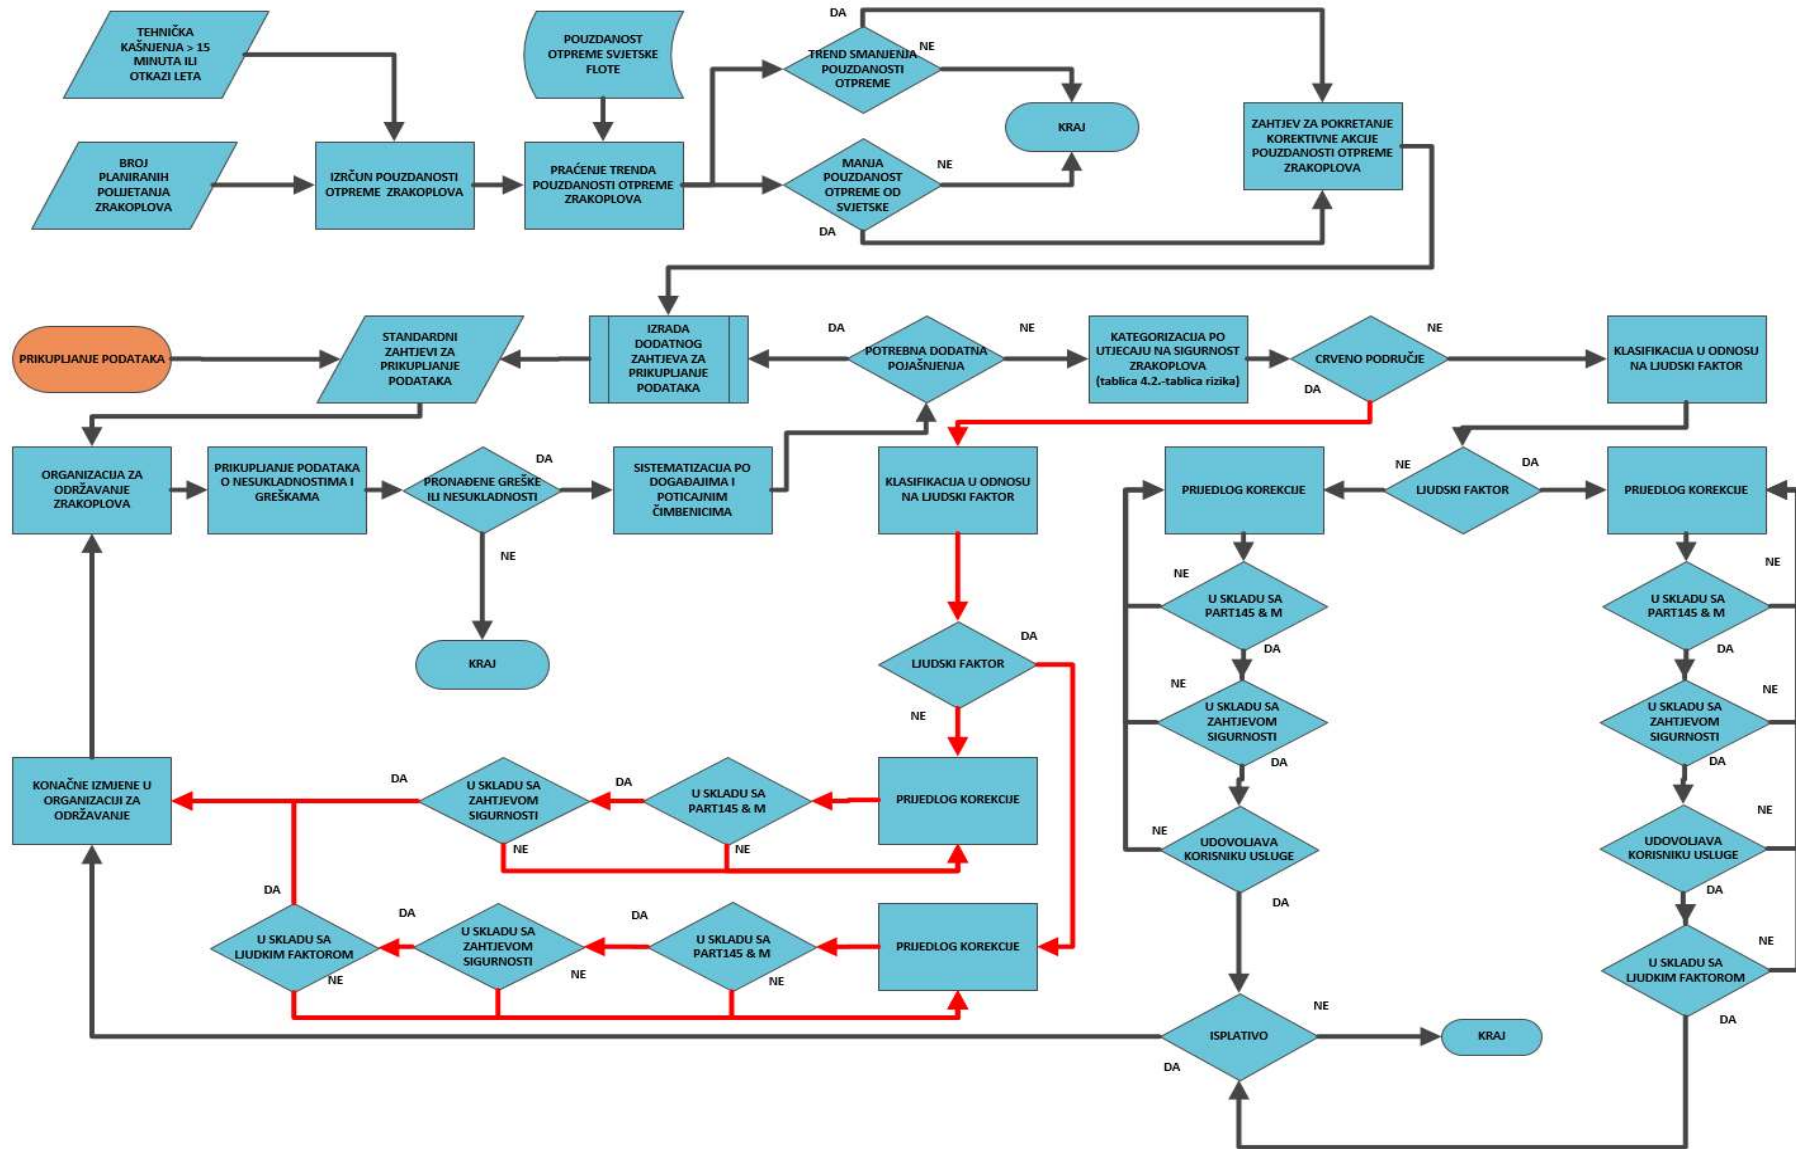 TEHNIČKA
KAŠNJENJA > 15
MINUTA ILI
OTKAZI LETA
POUZDANOST
OTPREME SVJETSKE
FLOTE
DA
TREND SMANJENJA
POUZDANOSTI
OTPREME
NE
KRAJ
ZAHTJEV ZA POKRETANJE
KOREKTIVNE AKCIJE
POUZDANOSTI OTPREME
ZRAKOPLOVA
BROJ
PLANIRANIH
POLIJETANJA
ZRAKOPLOVA
IZRČUN POUZDANOSTI
OTPREME ZRAKOPLOVA
PRAĆENJE TRENDA
POUZDANOSTI OTPREME
ZRAKOPLOVA
MANJA
POUZDANOST
OTPREME OD
SVJETSKE
NE
DA
PRIKUPLJANJE PODATAKA
STANDARDNI
ZAHTJEVI ZA
PRIKUPLJANJE
PODATAKA
IZRADA
DODATNOG
ZAHTJEVA ZA
PRIKUPLJANJE
PODATAKA
DA
POTREBNA DODATNA
POJAŠNJENJA
NE
KATEGORIZACIJA PO
UTJECAJU NA SIGURNOST
ZRAKOPLOVA
(tablica 4.2.-tablica rizika)
CRVENO PODRUČJE
NE
DA
KLASIFIKACIJA U ODNOSU
NA LJUDSKI FAKTOR
ORGANIZACIJA ZA
ODRŽAVANJE
ZRAKOPLOVA
PRIKUPLJANJE PODATAKA
O NESUKLADNOSTIMA I
GREŠKAMA
PRONAĐENE GREŠKE
ILI NESUKLADNOSTI
DA
NE
KRAJ
SISTEMATIZACIJA PO
DOGAĐAJIMA I
POTICAJNIM
ČIMBENICIMA
KLASIFIKACIJA U ODNOSU
NA LJUDSKI FAKTOR
PRIJEDLOG KOREKCIJE
NE
LJUDSKI FAKTOR
DA
PRIJEDLOG KOREKCIJE
NE
U SKLADU SA
PART145 & M
DA
NE
U SKLADU SA
ZAHTJEVOM
SIGURNOSTI
DA
NE
UDOVOLJAVA
KORISNIKU USLUGE
DA
NE
U SKLADU SA
PART145 & M
DA
NE
U SKLADU SA
ZAHTJEVOM
SIGURNOSTI
DA
NE
UDOVOLJAVA
KORISNIKU USLUGE
DA
NE
U SKLADU SA
LJUDKIM FAKTOROM
DA
LJUDSKI FAKTOR
DA
NE
KONAČNE IZMJENE U
ORGANIZACIJI ZA
ODRŽAVANJE
DA
U SKLADU SA
ZAHTJEVOM
SIGURNOSTI
NE
DA
U SKLADU SA
PART145 & M
NE
PRIJEDLOG KOREKCIJE
DA
U SKLADU SA
LJUDKIM FAKTOROM
NE
DA
U SKLADU SA
ZAHTJEVOM
SIGURNOSTI
NE
DA
U SKLADU SA
PART145 & M
NE
PRIJEDLOG KOREKCIJE
ISPLATIVO
NE
DA
KRAJ